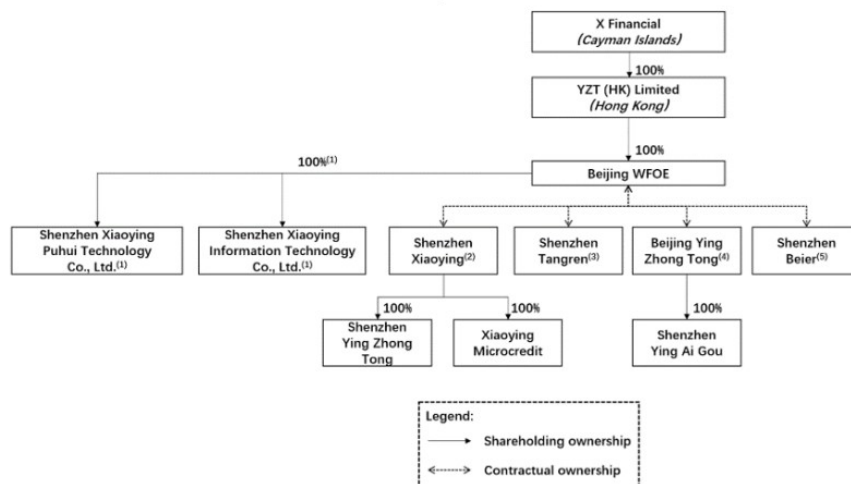 X Financial
(Cayman Islands)
100%
YZT (HK) Limited
(Hong Kong)
100%
100%(1)
Beijing WFOE
Shenzhen Xiaoying
Puhui Technology
Co., Ltd.(1)
Shenzhen Xiaoying
Information Technology
Co., Ltd.(1)
Shenzhen
Xiaoying(2)
Shenzhen
Tangren(3)
Beijing Ying
Zhong Tong(4)
Shenzhen
Beier(5)
100%
100%
100%
Shenzhen
Ying Zhong
Tong
Xiaoying
Microcredit
Shenzhen
Ying Ai Gou
Legend:
Shareholding ownership
Contractual ownership